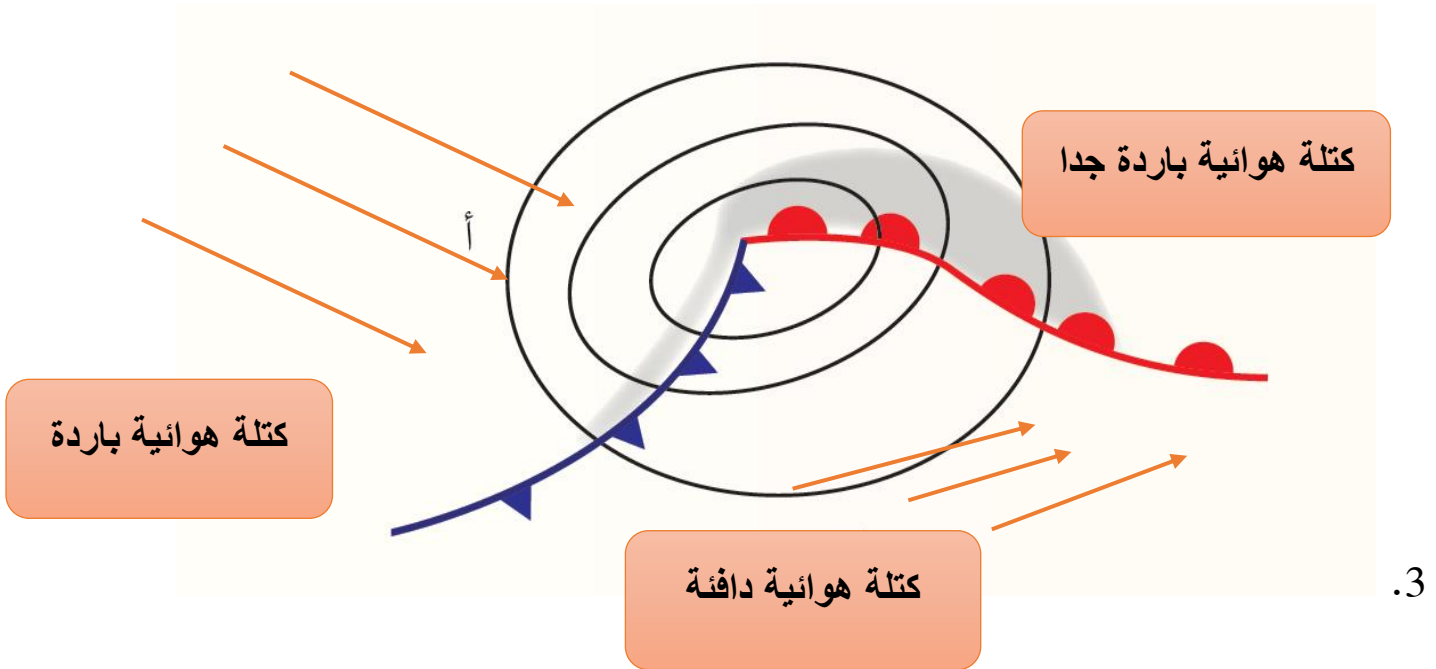 كتلة هوائية باردة جدا
أ
كتلة هوائية باردة
كتلة هوائية دافئة
.3